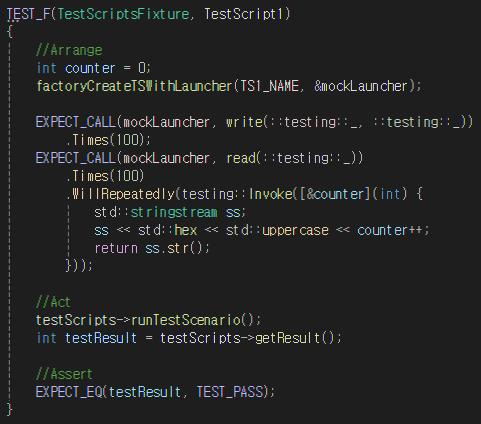 TEST_F(TestScriptsFixture, TestScript1)
{
    //Arrange
    int counter = 0;
    factoryCreateTSWithLauncher(TS1_NAME, &mockLauncher);

    EXPECT_CALL(mockLauncher, write(::testing::_, ::testing::_))
        .Times(100);
    EXPECT_CALL(mockLauncher, read(::testing::_))
        .Times(100)
        .WillRepeatedly(testing::Invoke([&counter](int) {
            std::stringstream ss;
            ss << std::hex << std::uppercase << counter++;
            return ss.str();
        }));

    //Act
    testScripts->runTestScenario();
    int testResult = testScripts->getResult();

    //Assert
    EXPECT_EQ(testResult, TEST_PASS);
}